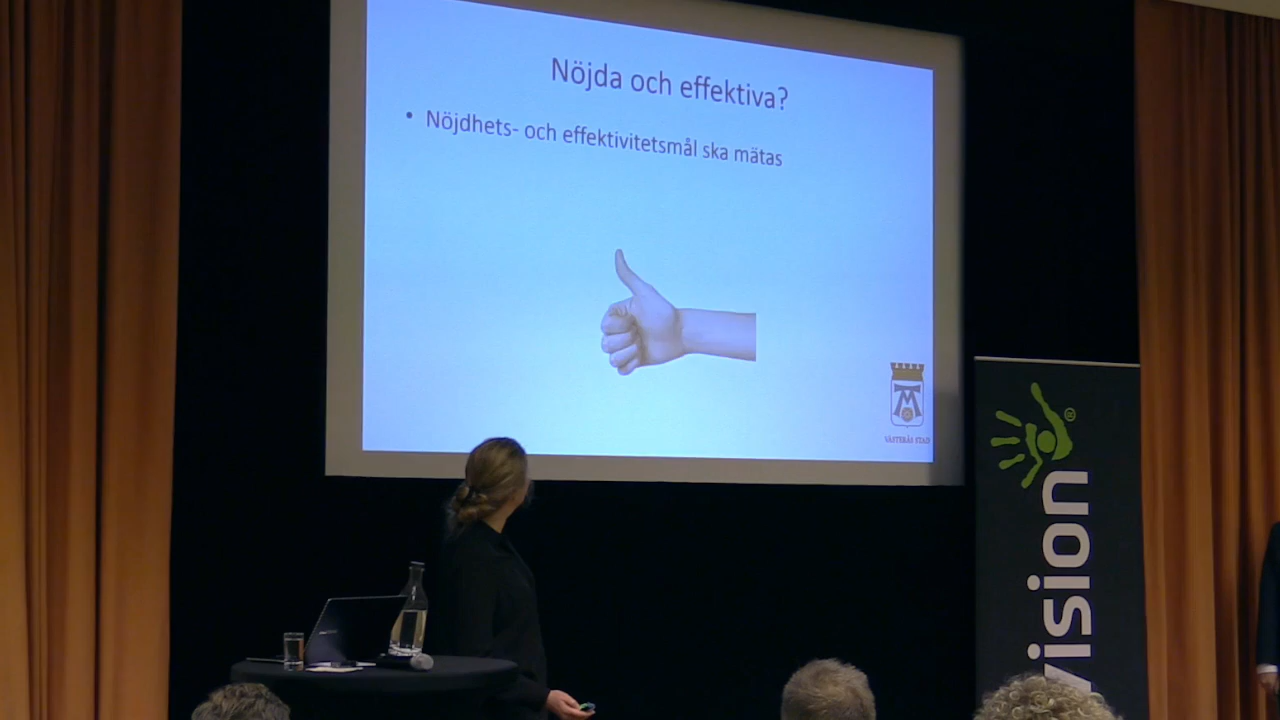 Nöjda och effektiva?
• Nöjdhets- och effektivitetsmål ska mätas
VÄSTERÅS STAD
®
vision